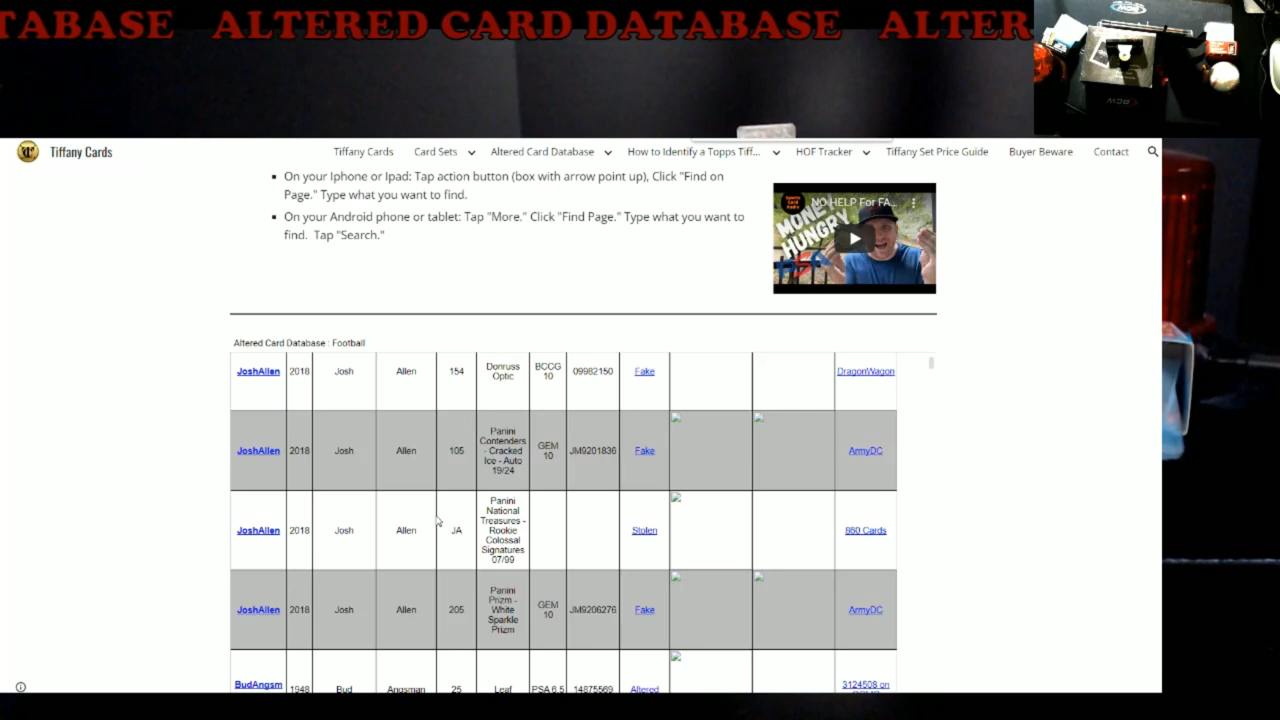 TABASE ALTERED CARD DATABASE ALTER
Tiffany Cards
Tiffany Cards Card Sets Altered Card Database How to Identify a Topps Tiff... HOF Tracker Tiffany Set Price Guide Buyer Beware Contact
On your Iphone or Ipad: Tap action button (box with arrow point up), Click "Find on
Page." Type what you want to find.
On your Android phone or tablet: Tap "More." Click "Find Page." Type what you want to
find. Tap "Search."
NO HELP For FA...
MONEY
HUNGRY
PSA
Altered Card Database : Football
JoshAllen 2018 Josh Allen 154 Donruss Optic BCCG 10 09982150 Fake DragonWagon
JoshAllen 2018 Josh Allen 105 Panini Contenders - Cracked Ice - Auto 19/24 GEM 10 JM9201836 Fake ArmyDC
JoshAllen 2018 Josh Allen JA Panini National Treasures - Rookie Colossal Signatures 07/99 Stolen 860 Cards
JoshAllen 2018 Josh Allen 205 Panini Prizm - White Sparkle Prizm GEM 10 JM9206276 Fake ArmyDC
BudAngsm 1948 Bud Angsman 25 Leaf PSA 6.5 14875569 Altered 3124508 on